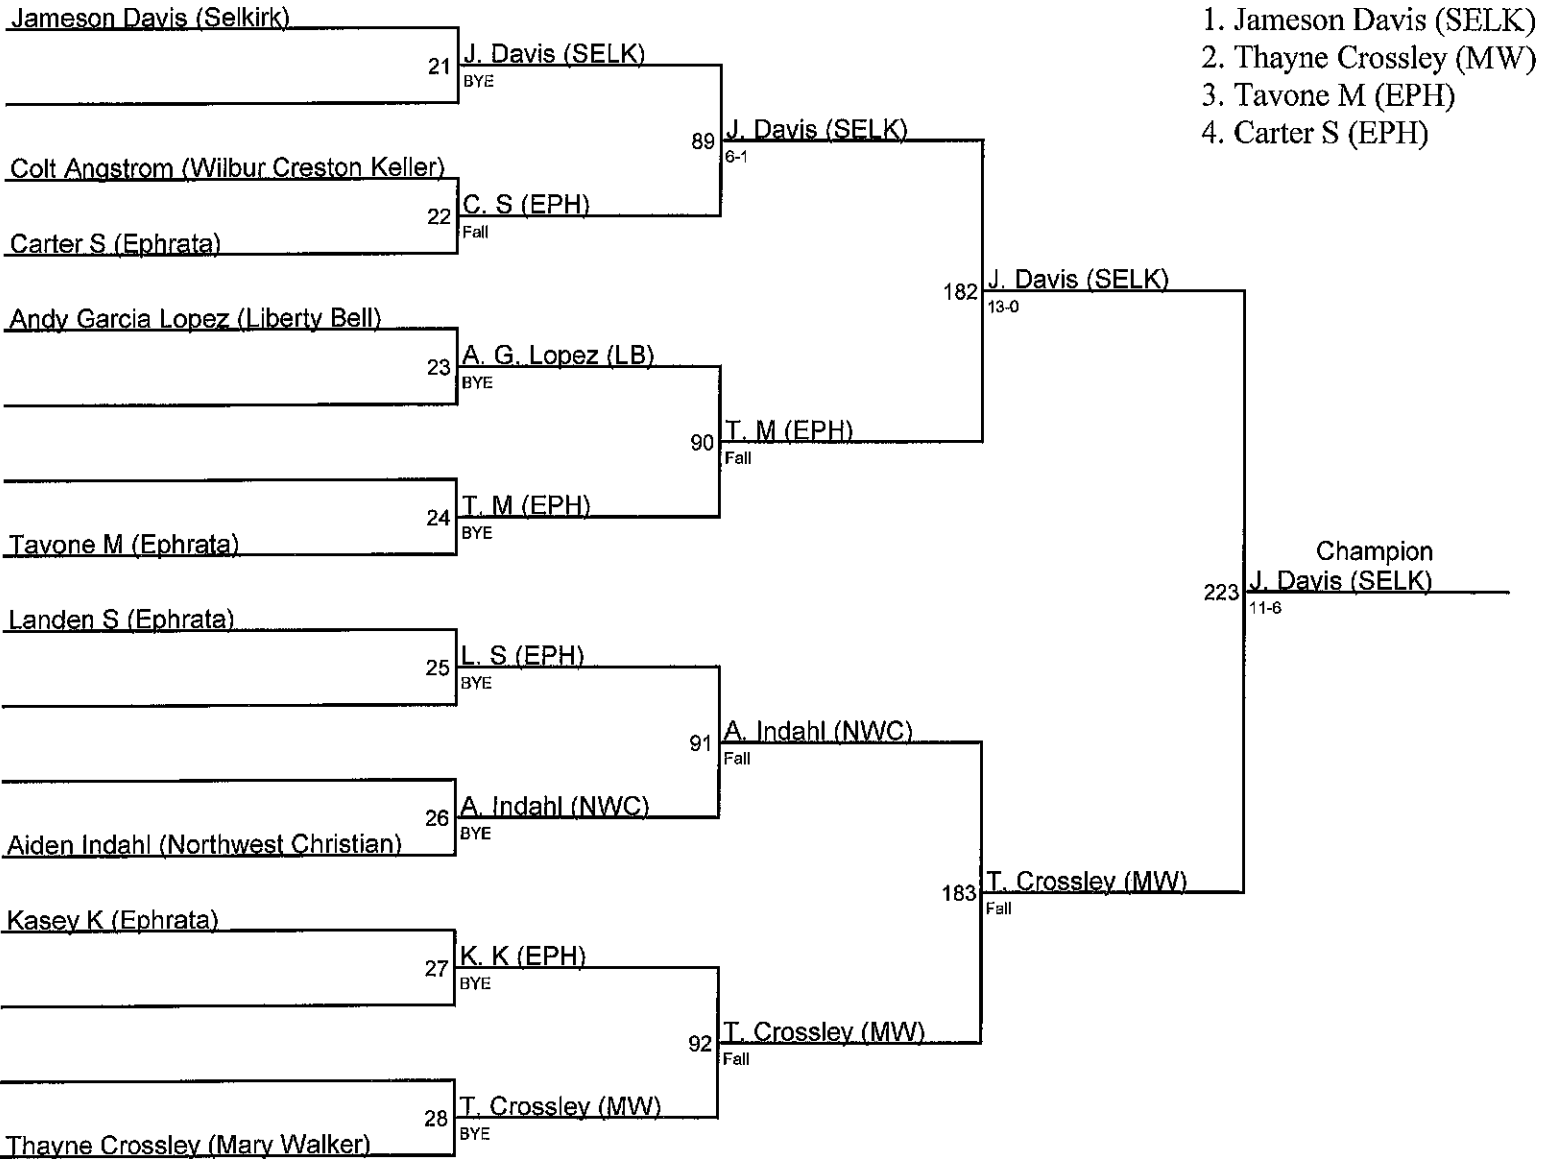 Jameson Davis (Selkirk)
21 J. Davis (SELK)
BYE
89 J. Davis (SELK)
6-1
Colt Angstrom (Wilbur Creston Keller)
22 C. S (EPH)
Fall
Carter S (Ephrata)
182 J. Davis (SELK)
13-0
Andy Garcia Lopez (Liberty Bell)
23 A. G. Lopez (LB)
BYE
90 T. M (EPH)
Fall
24 T. M (EPH)
BYE
Tavone M (Ephrata)
Champion
223 J. Davis (SELK)
11-6
Landen S (Ephrata)
25 L. S (EPH)
BYE
91 A. Indahl (NWC)
Fall
26 A. Indahl (NWC)
BYE
Aiden Indahl (Northwest Christian)
183 T. Crossley (MW)
Fall
Kasey K (Ephrata)
27 K. K (EPH)
BYE
92 T. Crossley (MW)
Fall
28 T. Crossley (MW)
BYE
Thayne Crossley (Mary Walker)
1. Jameson Davis (SELK)
2. Thayne Crossley (MW)
3. Tavone M (EPH)
4. Carter S (EPH)